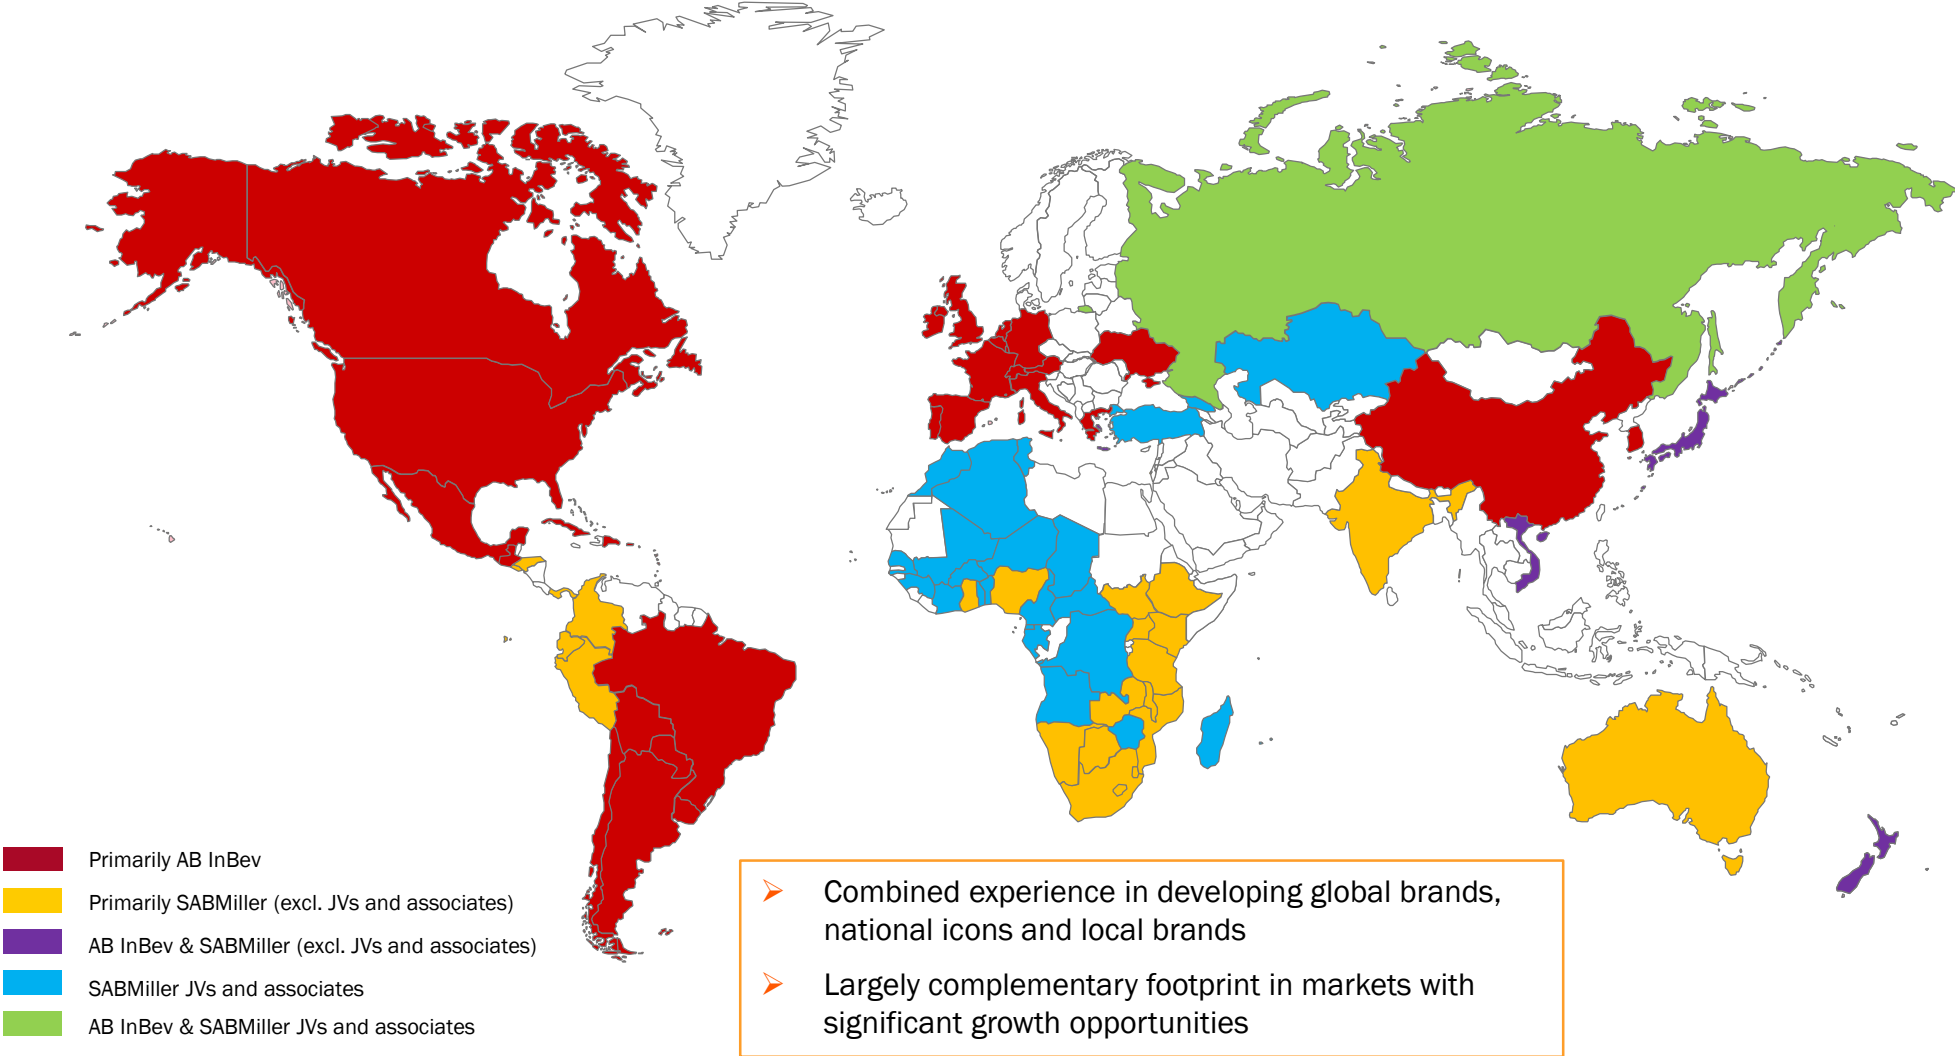 Primarily AB InBev
Primarily SABMiller (excl. JVs and associates)
AB InBev & SABMiller (excl. JVs and associates)
SABMiller JVs and associates
AB InBev & SABMiller JVs and associates
Combined experience in developing global brands,
national icons and local brands
Largely complementary footprint in markets with
significant growth opportunities